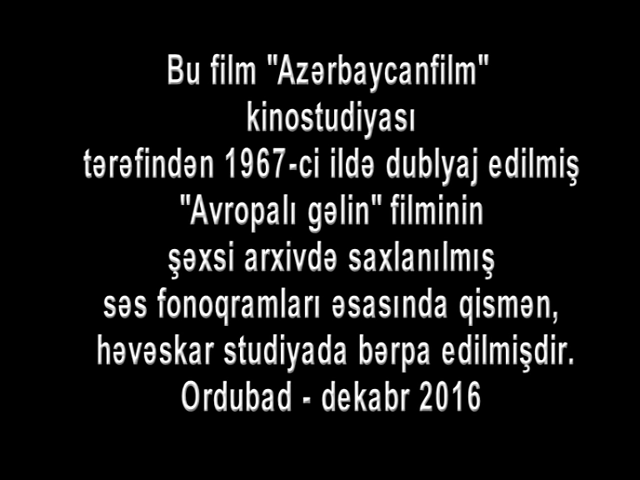 Bu film "Azərbaycanfilm"
kinostudiyası
tərəfindən 1967-ci ildə dublyaj edilmiş
"Avropalı gəlin" filminin
şəxsi arxivdə saxlanılmış
səs fonoqramları əsasında qismən,
həvəskar studiyada bərpa edilmişdir.
Ordubad - dekabr 2016